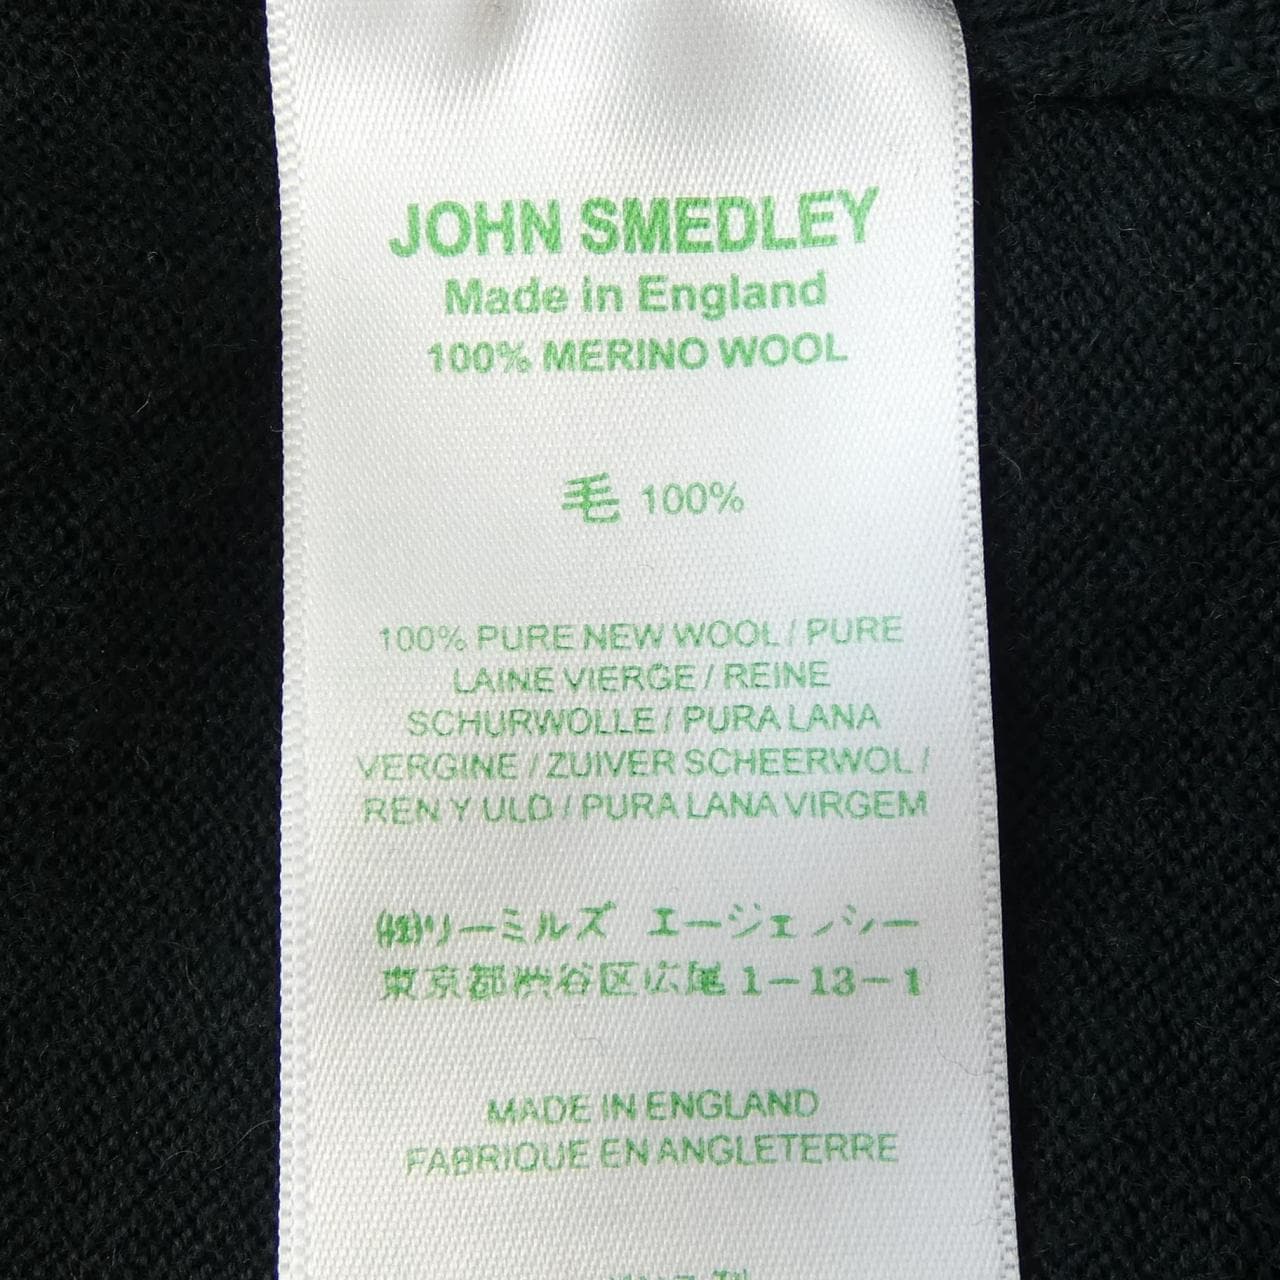 JOHN SMEDLEY
Made in England
100% MERINO WOOL
毛 100%
100% PURE NEW WOOL / PURE
LAINE VIERGE / REINE
SCHURWOLLE / PURA LANA
VERGINE / ZUIVER SCHEERWOL /
REN Y ULD / PURA LANA VIRGEM
㈱リーミルズ エージェンシー
東京都渋谷区広尾1-13-1
MADE IN ENGLAND
FABRIQUE EN ANGLETERRE